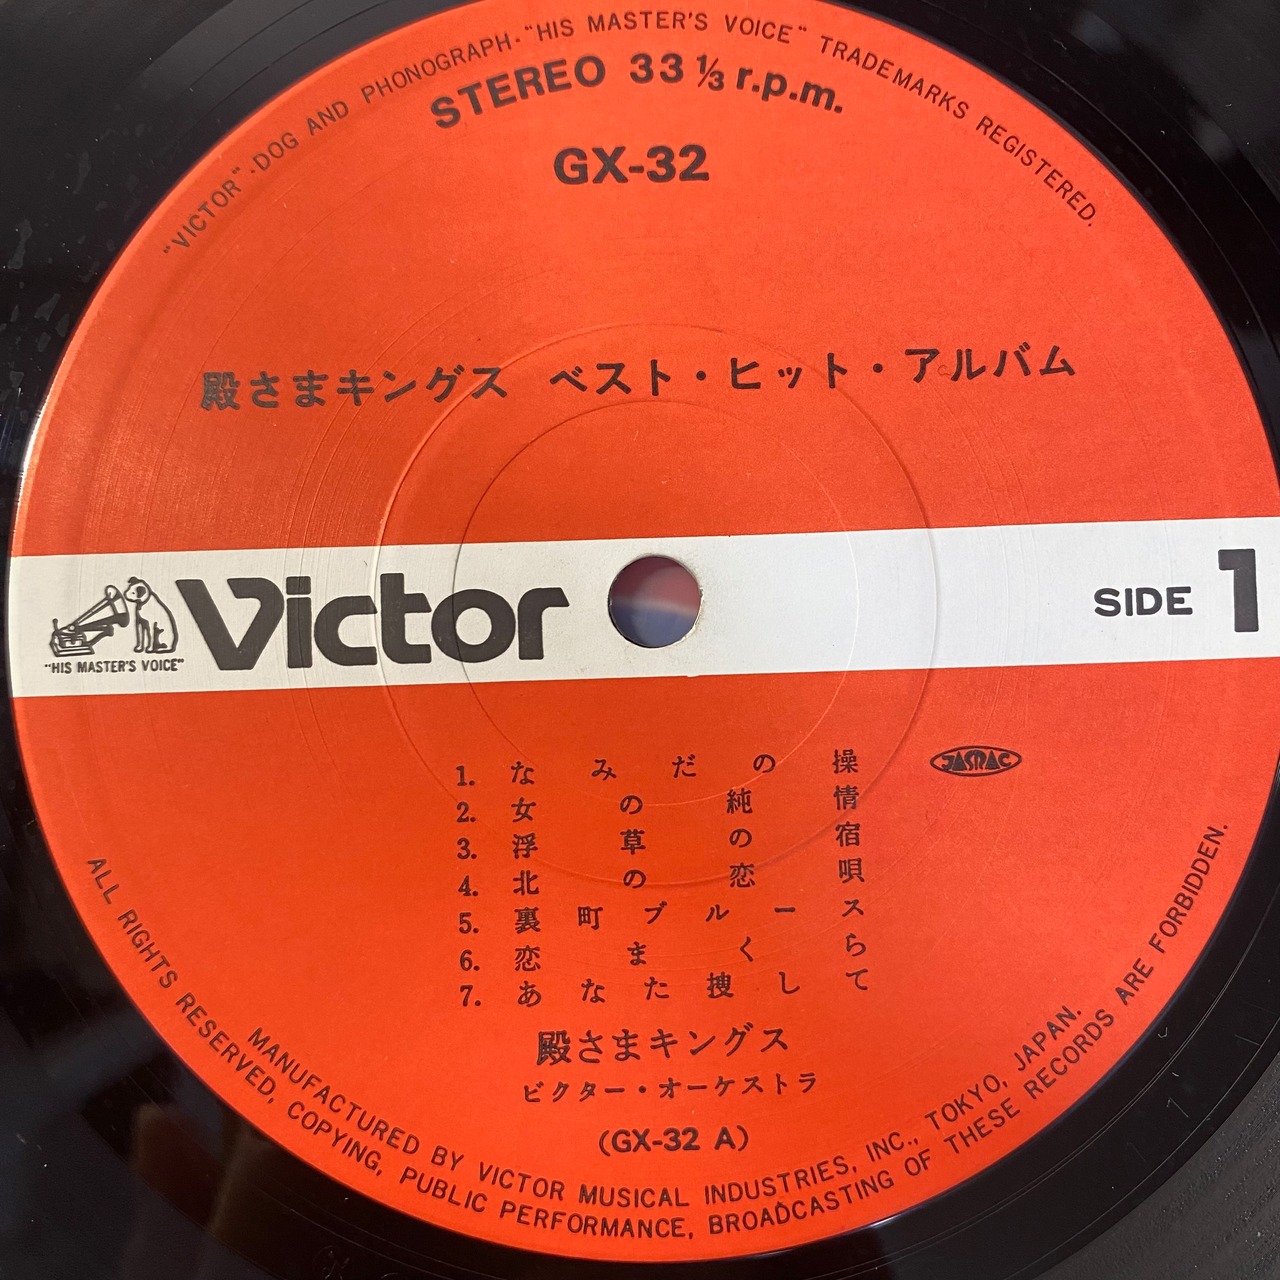 "VICTOR"-DOG AND PHONOGRAPH-"HIS MASTER'S VOICE" TRADEMARKS REGISTERED.
STEREO 33⅓ r.p.m.
GX-32
殿さまキングス ベスト・ヒット・アルバム
"HIS MASTER'S VOICE"
Victor
SIDE 1
1. なみだの操
JASRAC
2. 女の純情
3. 浮草の宿
4. 北の恋唄
5. 裏町ブルース
6. 恋まくら
7. あなた捜して
殿さまキングス
ビクター・オーケストラ
(GX-32 A)
MANUFACTURED BY VICTOR MUSICAL INDUSTRIES, INC., TOKYO, JAPAN.
ALL RIGHTS RESERVED, COPYING, PUBLIC PERFORMANCE, BROADCASTING OF THESE RECORDS ARE FORBIDDEN.